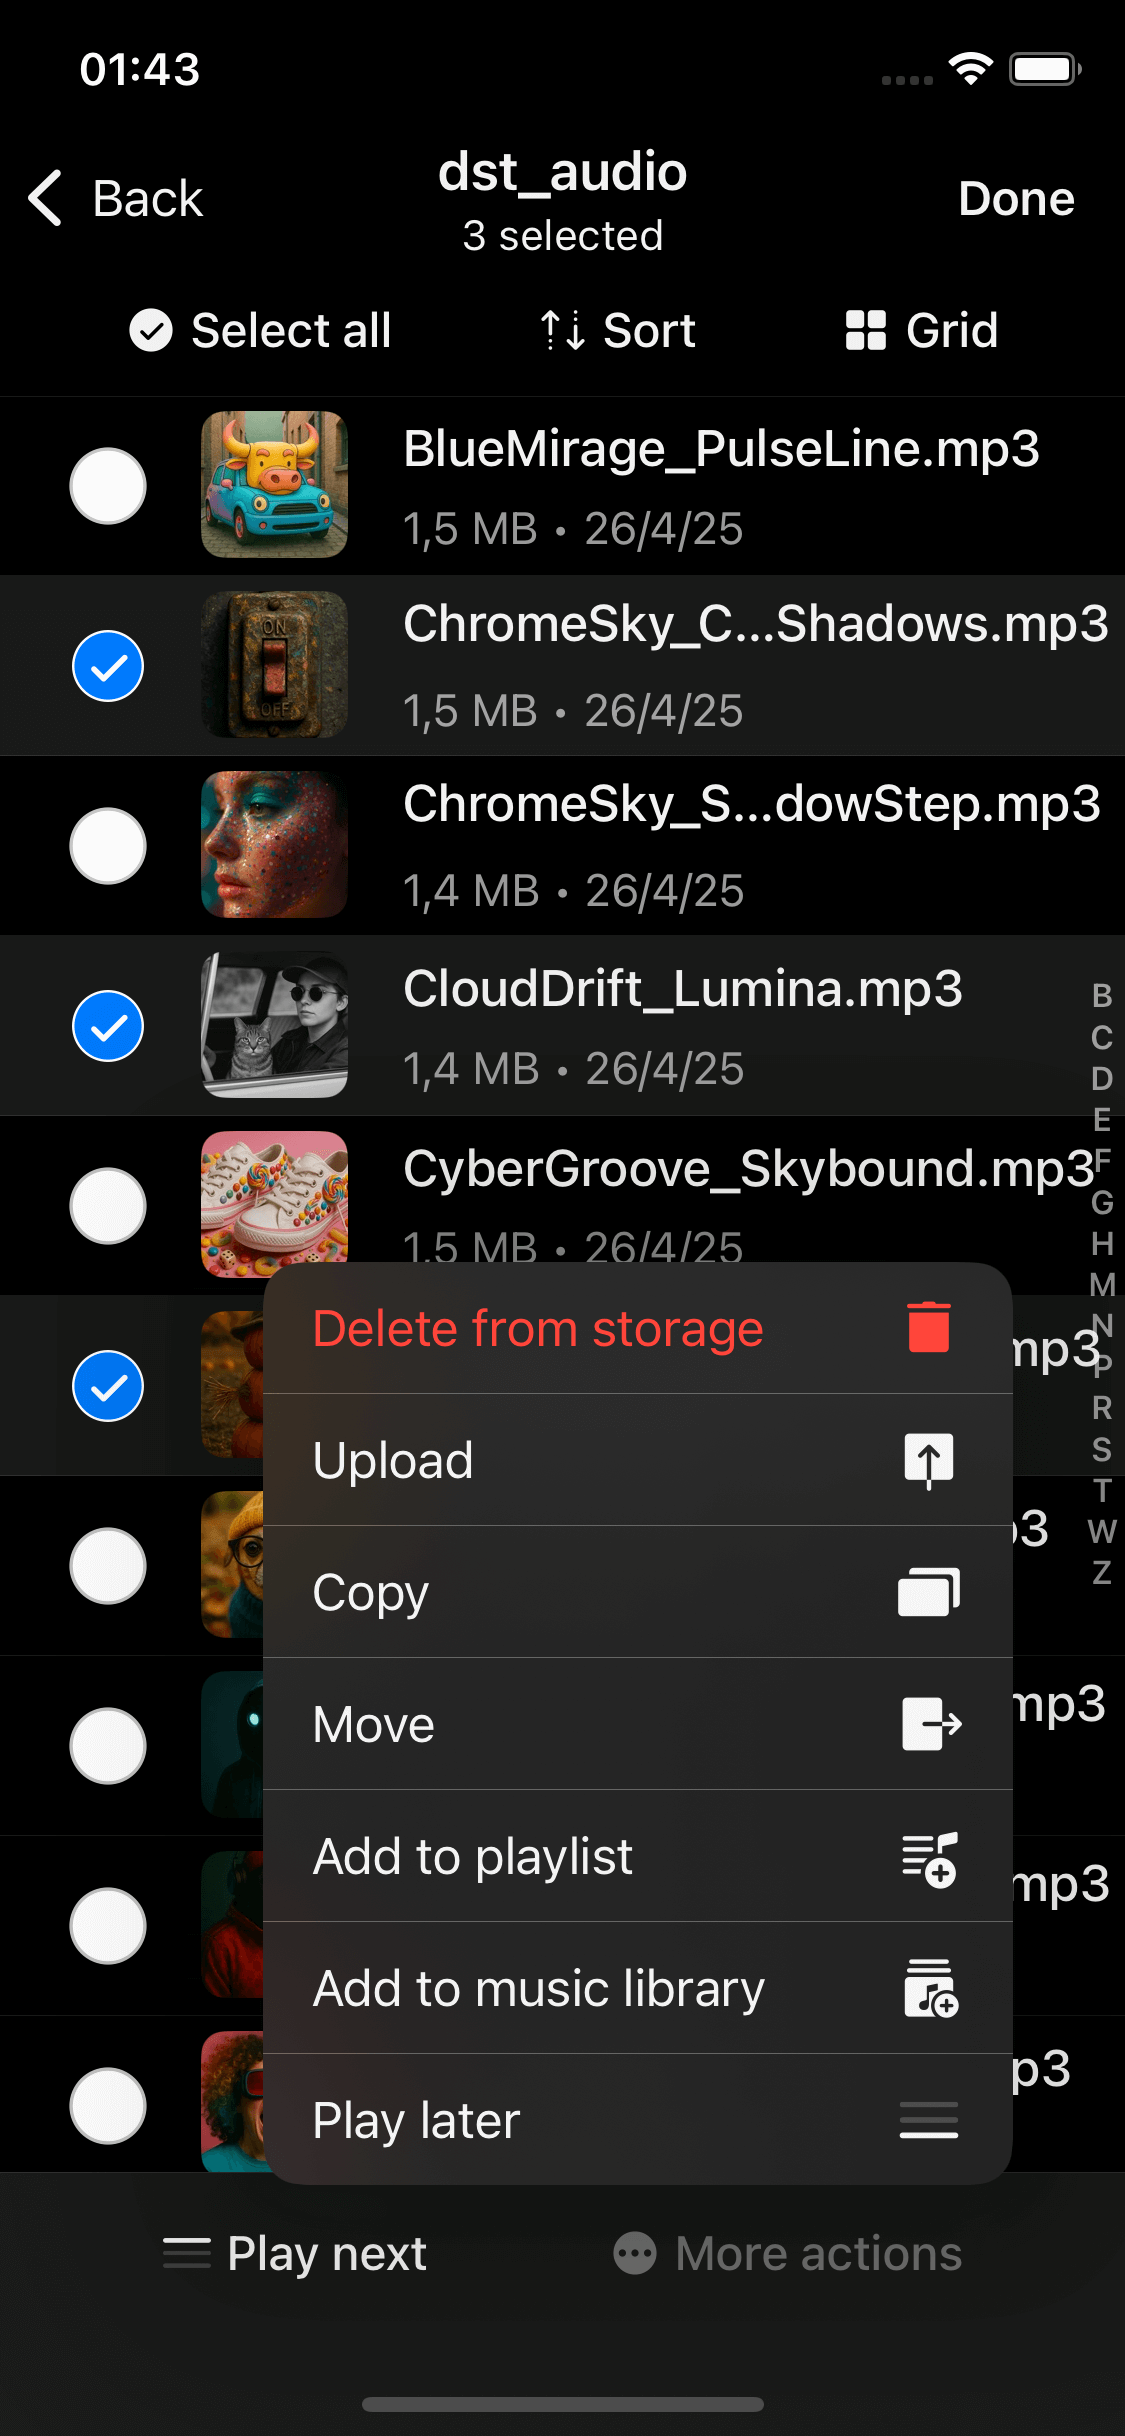 01:43
Back
dst_audio
3 selected
Done
Select all
Sort
Grid
BlueMirage_PulseLine.mp3
1,5 MB • 26/4/25
ON
OFF
ChromeSky_C...Shadows.mp3
1,5 MB • 26/4/25
ChromeSky_S...dowStep.mp3
1,4 MB • 26/4/25
CloudDrift_Lumina.mp3
1,4 MB • 26/4/25
CyberGroove_Skybound.mp3
1,5 MB • 26/4/25
B
C
D
E
F
G
H
M
N
P
R
S
T
W
Z
Delete from storage
mp3
Upload
p3
Copy
Move
mp3
Add to playlist
mp3
Add to music library
p3
Play later
Play next
More actions